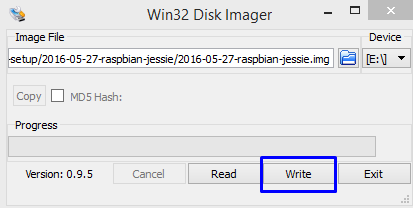 Win32 Disk Imager
Image File
Device
-setup/2016-05-27-raspbian-jessie/2016-05-27-raspbian-jessie.img
[E:\]
Copy
MD5 Hash:
Progress
Version: 0.9.5
Cancel
Read
Write
Exit